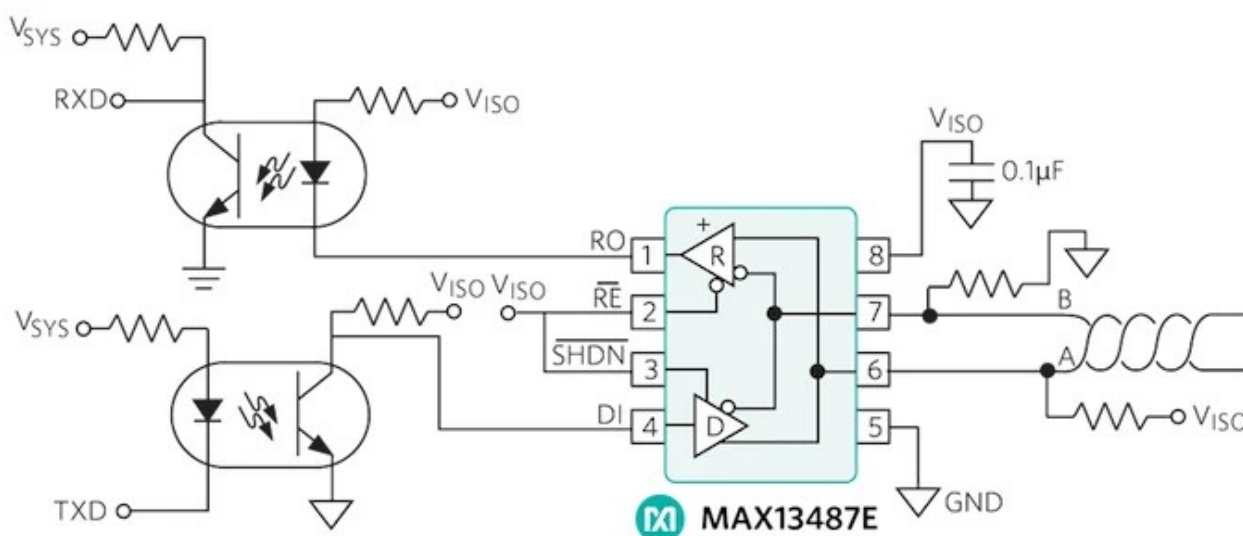 VSYS
RXD
VISO
VISO
0.1µF
RO
1
+
R
8
VISO
VISO
RE
2
7
B
VSYS
SHDN
3
A
6
DI
4
D
5
VISO
TXD
GND
MAX13487E